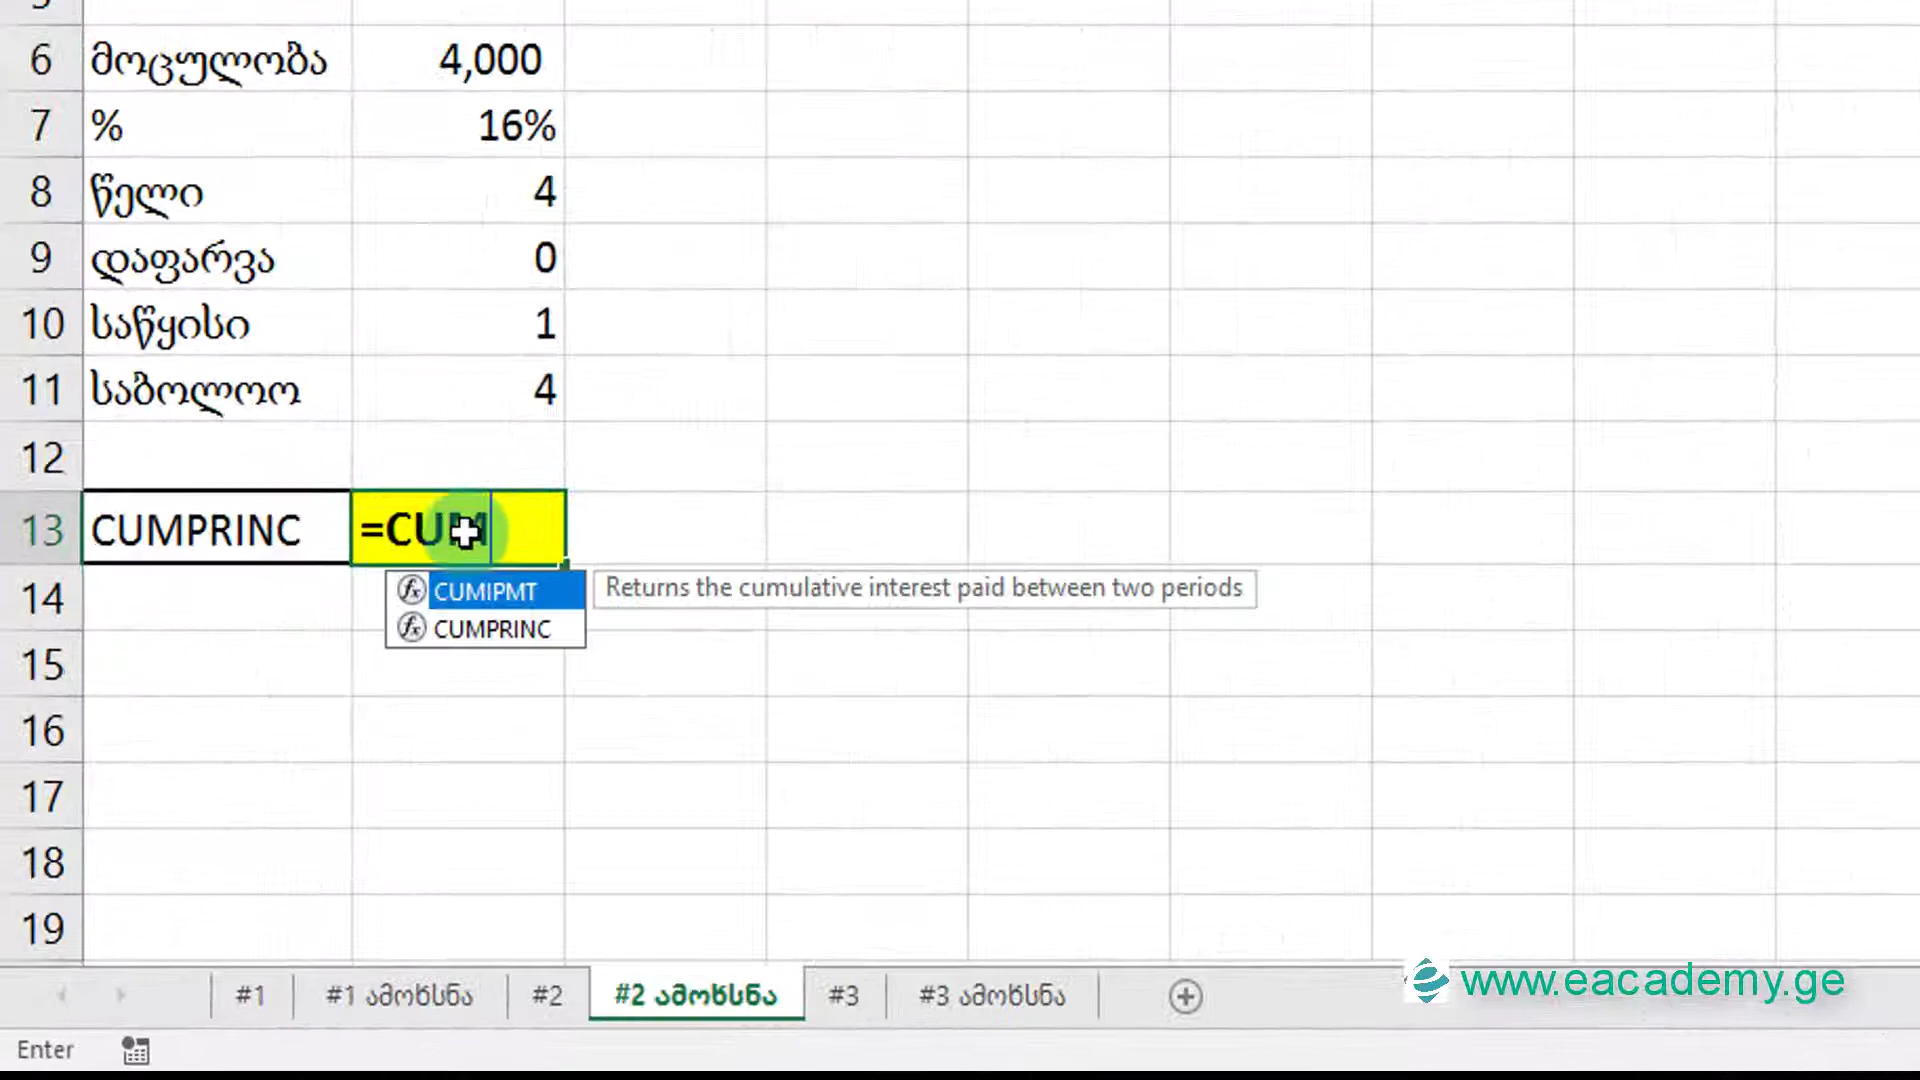 6 მოცულობა 4,000
7 % 16%
8 წელი 4
9 დაფარვა 0
10 საწყისი 1
11 საბოლოო 4
12
13 CUMPRINC =CUM
CUMIPMT Returns the cumulative interest paid between two periods
14
CUMPRINC
15
16
17
18
19
www.eacademy.ge
#1 #1 ამოხსნა #2 #2 ამოხსნა #3 #3 ამოხსნა
Enter